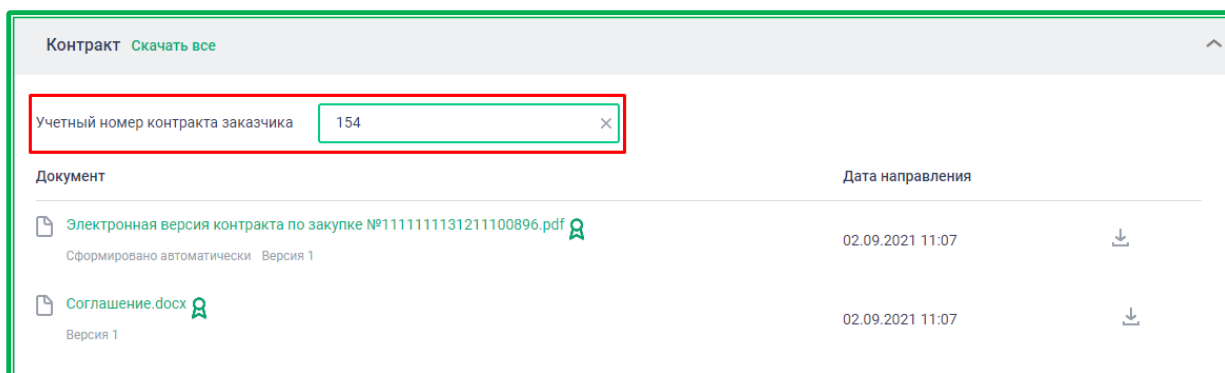 Контракт Скачать все
Учетный номер контракта заказчика 154
Документ Дата направления
Электронная версия контракта по закупке №1111111131211100896.pdf 02.09.2021 11:07
Сформировано автоматически Версия 1
Соглашение.docx 02.09.2021 11:07
Версия 1